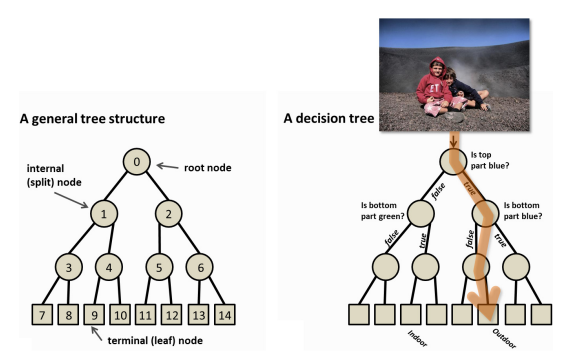 A general tree structure
internal
(split) node
root node
0
1
2
3
4
5
6
7
8
9
10
11
12
13
14
terminal (leaf) node
A decision tree
Is top
part blue?
false
true
Is bottom
part green?
Is bottom
part blue?
false
true
false
true
Indoor
Outdoor